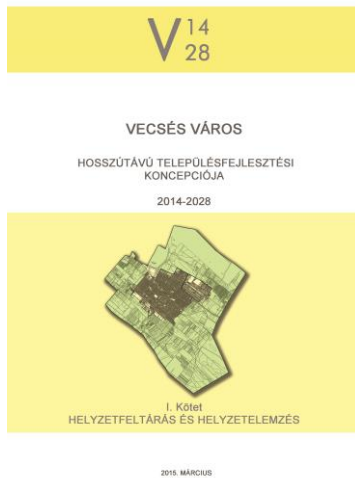 V 14
28
VECSÉS VÁROS
HOSSZÚTÁVÚ TELEPÜLÉSFEJLESZTÉSI
KONCEPCIÓJA
2014-2028
I. Kötet
HELYZETFELTÁRÁS ÉS HELYZETELEMZÉS
2015. MÁRCIUS